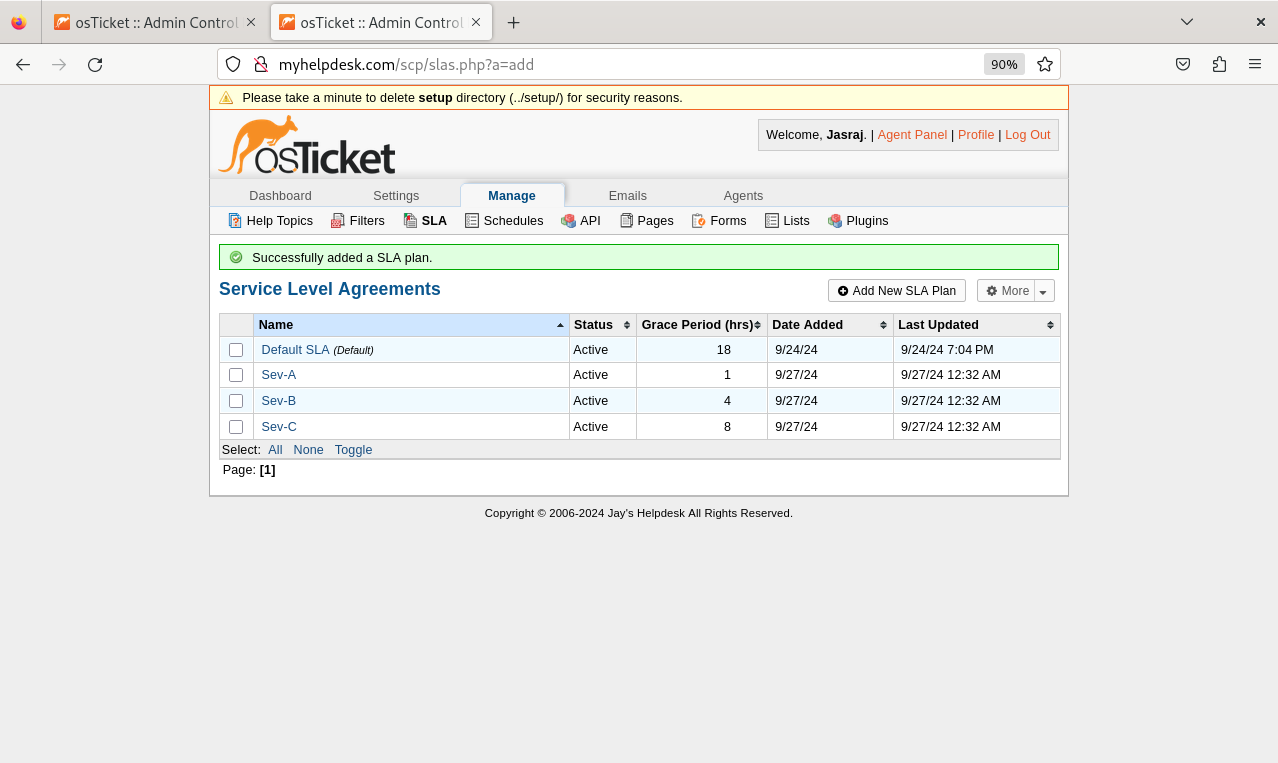 osTicket :: Admin Control
osTicket :: Admin Control
myhelpdesk.com/scp/slas.php?a=add
90%
Please take a minute to delete setup directory (../setup/) for security reasons.
osTicket
Welcome, Jasraj. | Agent Panel | Profile | Log Out
Dashboard Settings Manage Emails Agents
Help Topics Filters SLA Schedules API Pages Forms Lists Plugins
Successfully added a SLA plan.
Service Level Agreements
Add New SLA Plan More
Name Status Grace Period (hrs) Date Added Last Updated
Default SLA (Default) Active 18 9/24/24 9/24/24 7:04 PM
Sev-A Active 1 9/27/24 9/27/24 12:32 AM
Sev-B Active 4 9/27/24 9/27/24 12:32 AM
Sev-C Active 8 9/27/24 9/27/24 12:32 AM
Select: All None Toggle
Page: [1]
Copyright © 2006-2024 Jay's Helpdesk All Rights Reserved.